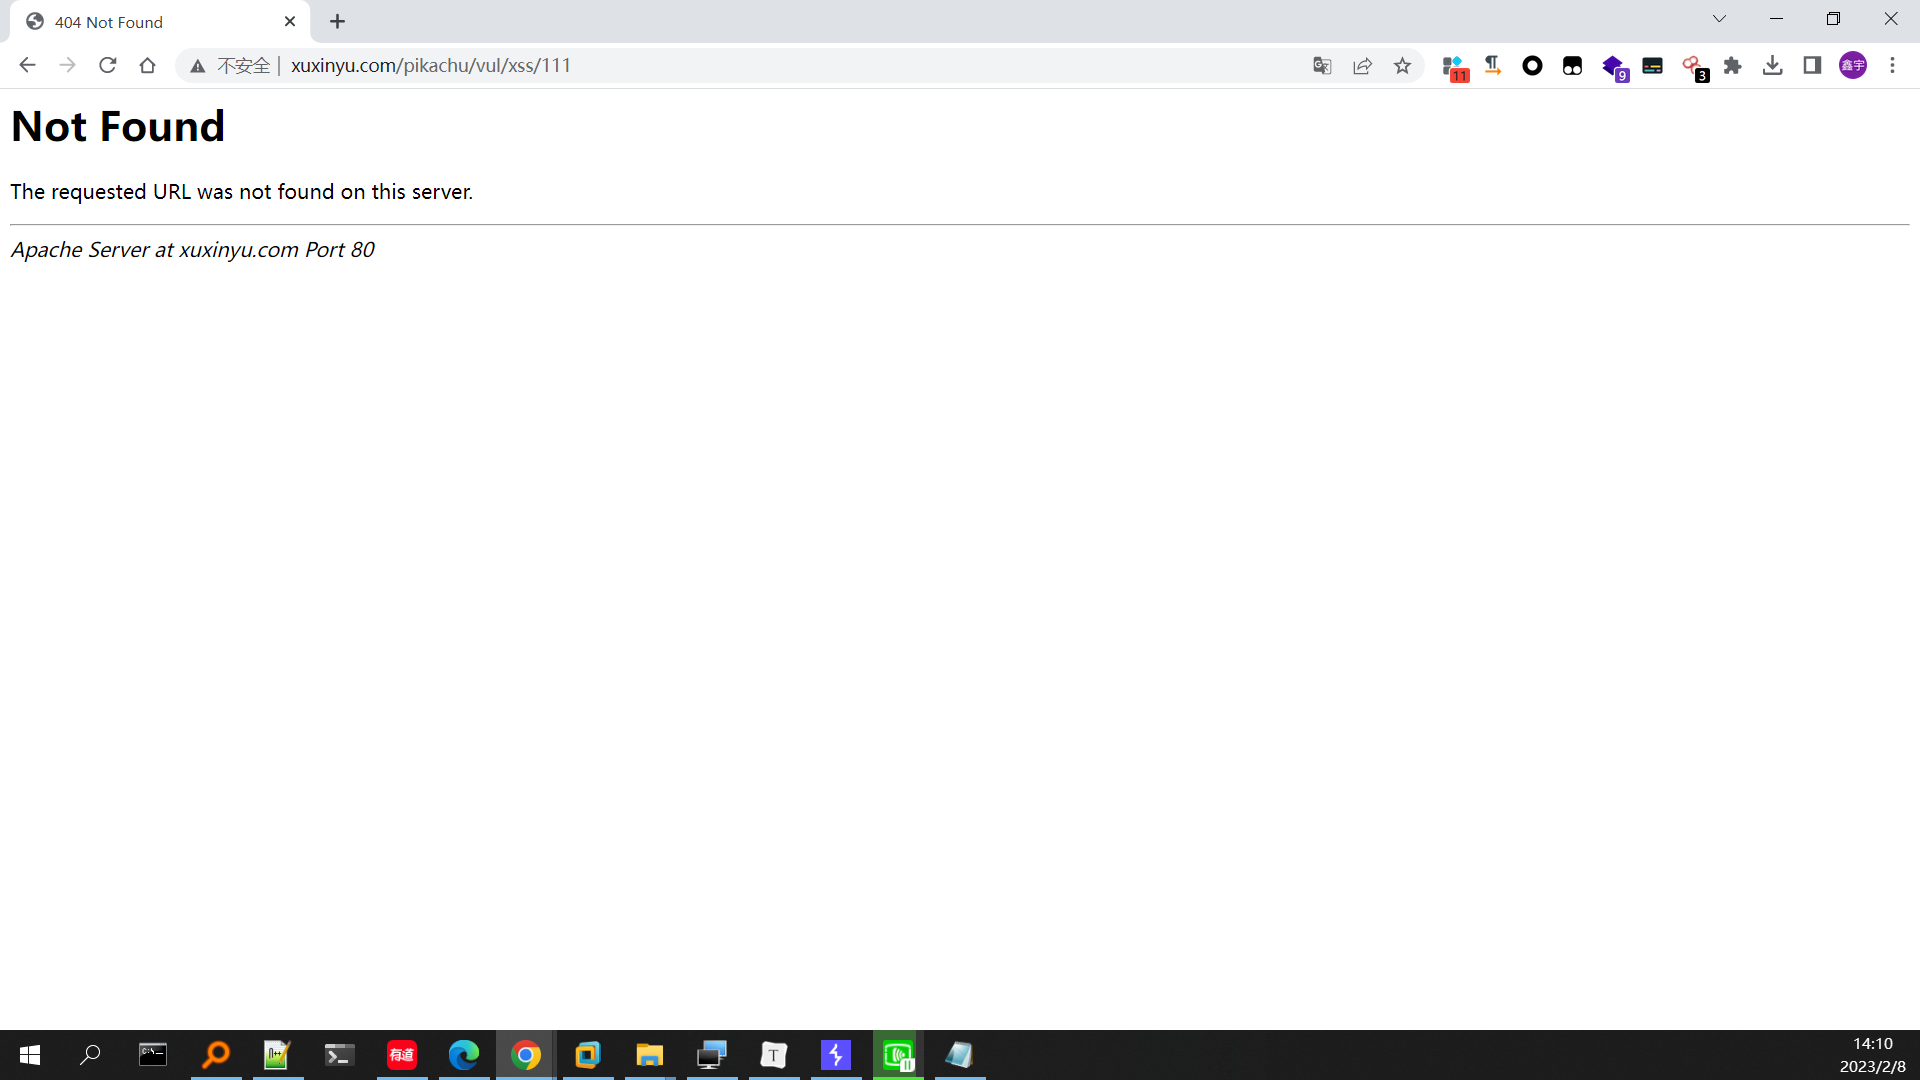 404 Not Found
不安全 | xuxinyu.com/pikachu/vul/xss/111
11
9
3
鑫宇
Not Found
The requested URL was not found on this server.
Apache Server at xuxinyu.com Port 80
C:\_
有道
T
14:10
2023/2/8